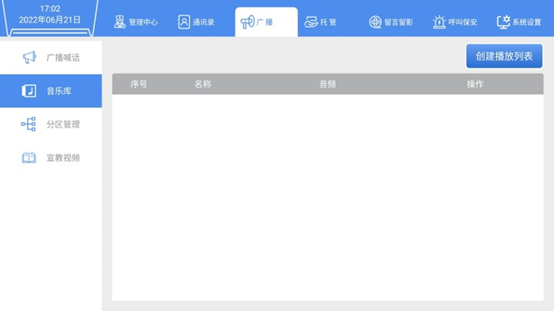 17:02
2022年06月21日
管理中心
通讯录
广播
托管
留言留影
呼叫保安
系统设置
广播喊话
音乐库
分区管理
宣教视频
创建播放列表
序号 名称 音频 操作